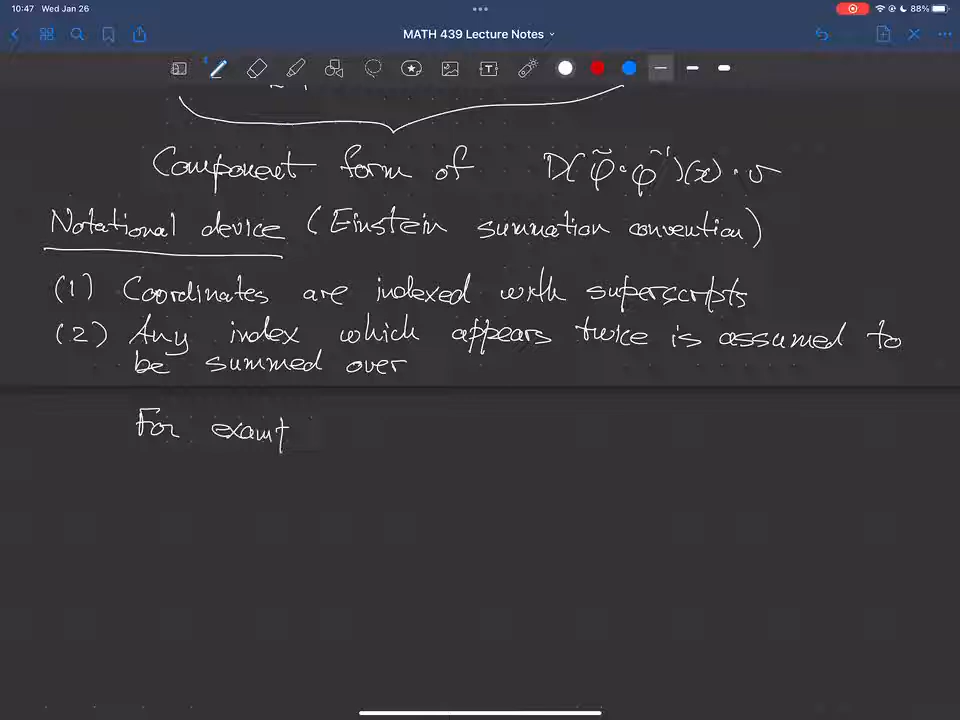 10:47 Wed Jan 26
88%
MATH 439 Lecture Notes
Component form of D(φ̃∘φ⁻¹)(x)·v
Notational device (Einstein summation convention)
(1) Coordinates are indexed with superscripts
(2) Any index which appears twice is assumed to
be summed over
For examp